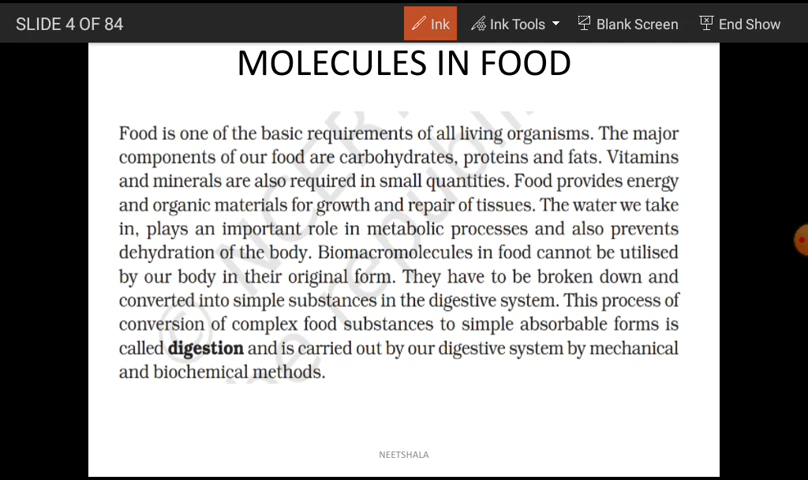 SLIDE 4 OF 84
Ink
Ink Tools
Blank Screen
End Show
MOLECULES IN FOOD
Food is one of the basic requirements of all living organisms. The major
components of our food are carbohydrates, proteins and fats. Vitamins
and minerals are also required in small quantities. Food provides energy
and organic materials for growth and repair of tissues. The water we take
in, plays an important role in metabolic processes and also prevents
dehydration of the body. Biomacromolecules in food cannot be utilised
by our body in their original form. They have to be broken down and
converted into simple substances in the digestive system. This process of
conversion of complex food substances to simple absorbable forms is
called digestion and is carried out by our digestive system by mechanical
and biochemical methods.
© NCERT
be republi
NEETSHALA